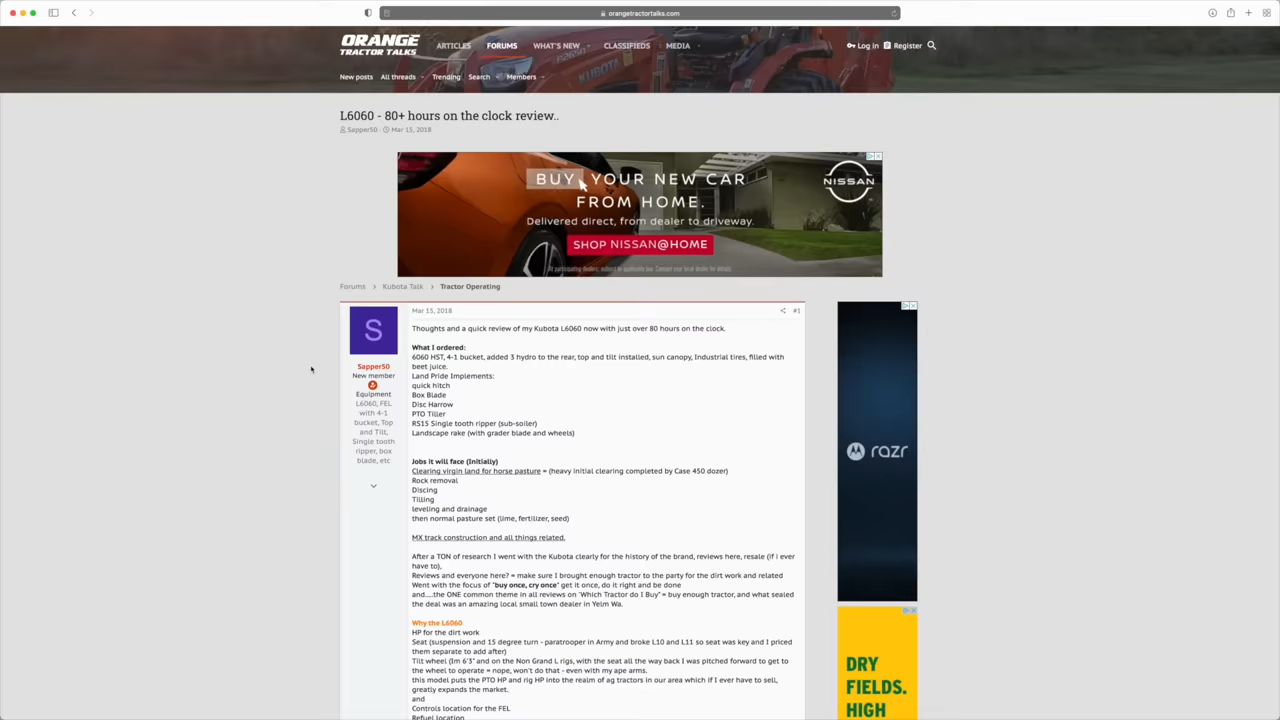 orangetractortalks.com
ORANGE
TRACTOR TALKS
ARTICLES
FORUMS
WHAT'S NEW
CLASSIFIEDS
MEDIA
Log in
Register
New posts
All threads
Trending
Search
Members
L6060 - 80+ hours on the clock review..
Sapper50 Mar 15, 2018
BUY YOUR NEW CAR
FROM HOME.
Delivered direct, from dealer to driveway.
SHOP NISSAN@HOME
NISSAN
Forums > Kubota Talk > Tractor Operating
S
Sapper50
New member
Equipment
L6060, FEL
with 4-1
bucket, Top
and Tilt,
Single tooth
ripper, box
blade, etc
Mar 15, 2018
#1
Thoughts and a quick review of my Kubota L6060 now with just over 80 hours on the clock.
What I ordered:
6060 HST, 4-1 bucket, added 3 hydro to the rear, top and tilt installed, sun canopy, Industrial tires, filled with
beet juice.
Land Pride Implements:
quick hitch
Box Blade
Disc Harrow
PTO Tiller
RS15 Single tooth ripper (sub-soiler)
Landscape rake (with grader blade and wheels)
Jobs it will face (Initially)
Clearing virgin land for horse pasture = (heavy initial clearing completed by Case 450 dozer)
Rock removal
Discing
Tilling
leveling and drainage
then normal pasture set (lime, fertilizer, seed)
MX track construction and all things related.
After a TON of research I went with the Kubota clearly for the history of the brand, reviews here, resale (if i ever
have to),
Reviews and everyone here? = make sure I brought enough tractor to the party for the dirt work and related
Went with the focus of "buy once, cry once" get it once, do it right and be done
and.....the ONE common theme in all reviews on "Which Tractor do I Buy" = buy enough tractor, and what sealed
the deal was an amazing local small town dealer in Yelm Wa.
Why the L6060
HP for the dirt work
Seat (suspension and 15 degree turn - paratrooper in Army and broke L10 and L11 so seat was key and I priced
them separate to add after)
Tilt wheel (Im 6'3" and on the Non Grand L rigs, with the seat all the way back I was pitched forward to get to
the wheel to operate = nope, won't do that - even with my ape arms.
this model puts the PTO HP and rig HP into the realm of ag tractors in our area which if I ever have to sell,
greatly expands the market.
and
Controls location for the FEL
Refuel location
razr
DRY
FIELDS.
HIGH